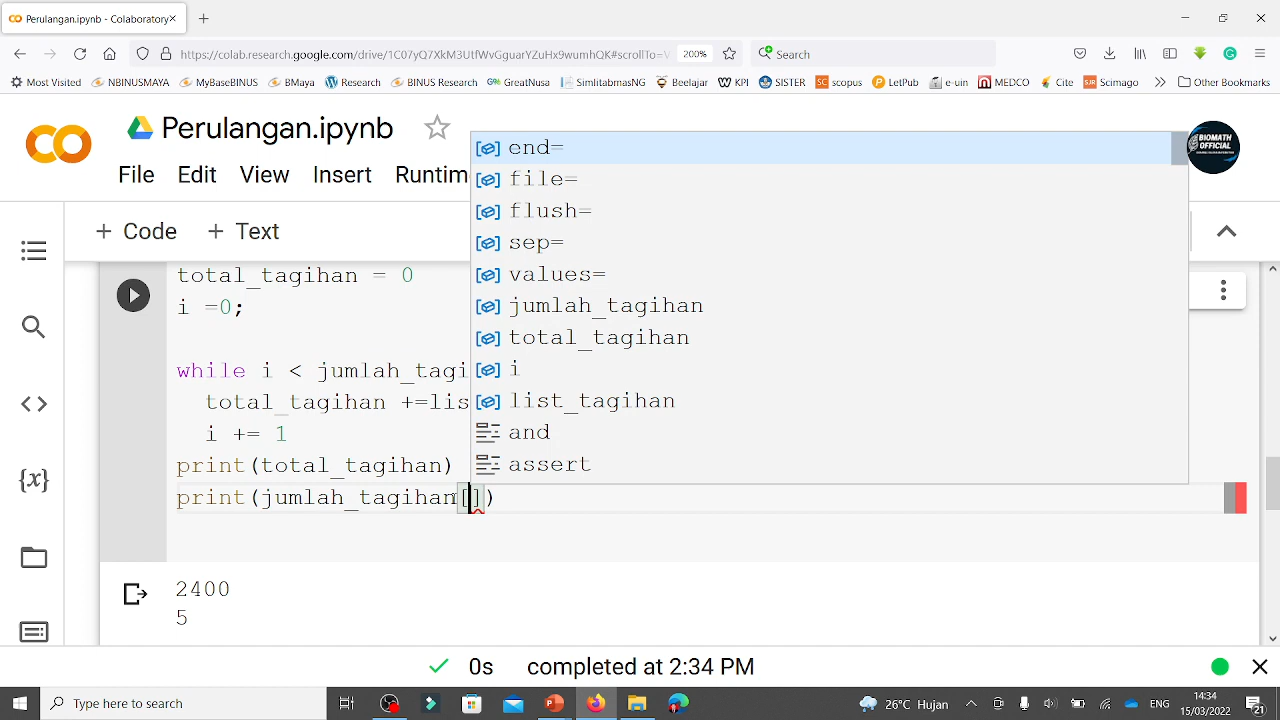 Perulangan.ipynb - Colaboratory
https://colab.research.google.com/drive/1C07yQ7XkM3UtfWvGguarYZuHx9wumhQK#scrollTo=V
200%
Search
Most Visited NBINUSMAYA MyBaseBINUS BMaya Research BINUS Research GreatNusa SimlitabmasNG Beelajar KPI SISTER scopus LetPub e-uin MEDCO Cite Scimago Other Bookmarks
Perulangan.ipynb
BIOMATH
OFFICIAL
File Edit View Insert Runtim
+ Code + Text
end=
file=
flush=
sep=
values=
jumlah_tagihan
total_tagihan
i
list_tagihan
and
assert
total_tagihan = 0
i =0;
while i < jumlah_tagi
total_tagihan +=lis
i += 1
print(total_tagihan)
print(jumlah_tagihan[])
2400
5
0s completed at 2:34 PM
Type here to search
26°C Hujan
ENG
14:34
15/03/2022
21